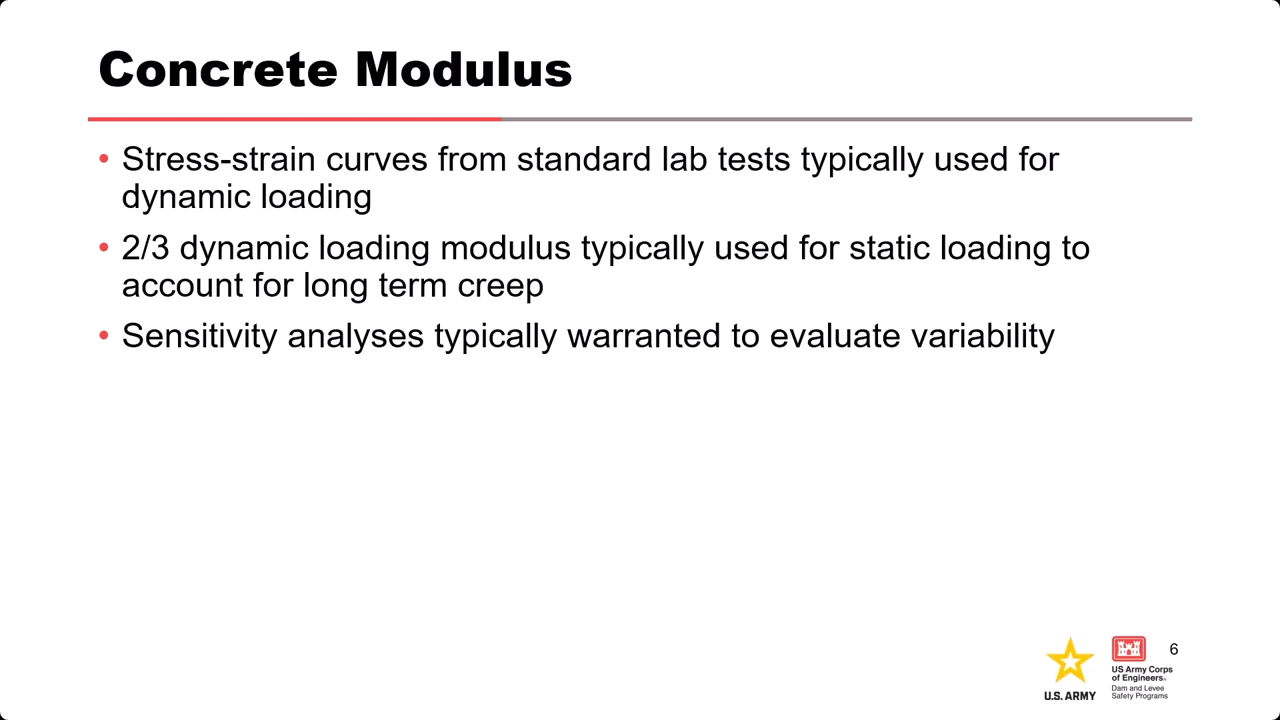 Concrete Modulus
• Stress-strain curves from standard lab tests typically used for
dynamic loading
• 2/3 dynamic loading modulus typically used for static loading to
account for long term creep
• Sensitivity analyses typically warranted to evaluate variability
6
U.S. ARMY
US Army Corps
of Engineers®
Dam and Levee
Safety Programs